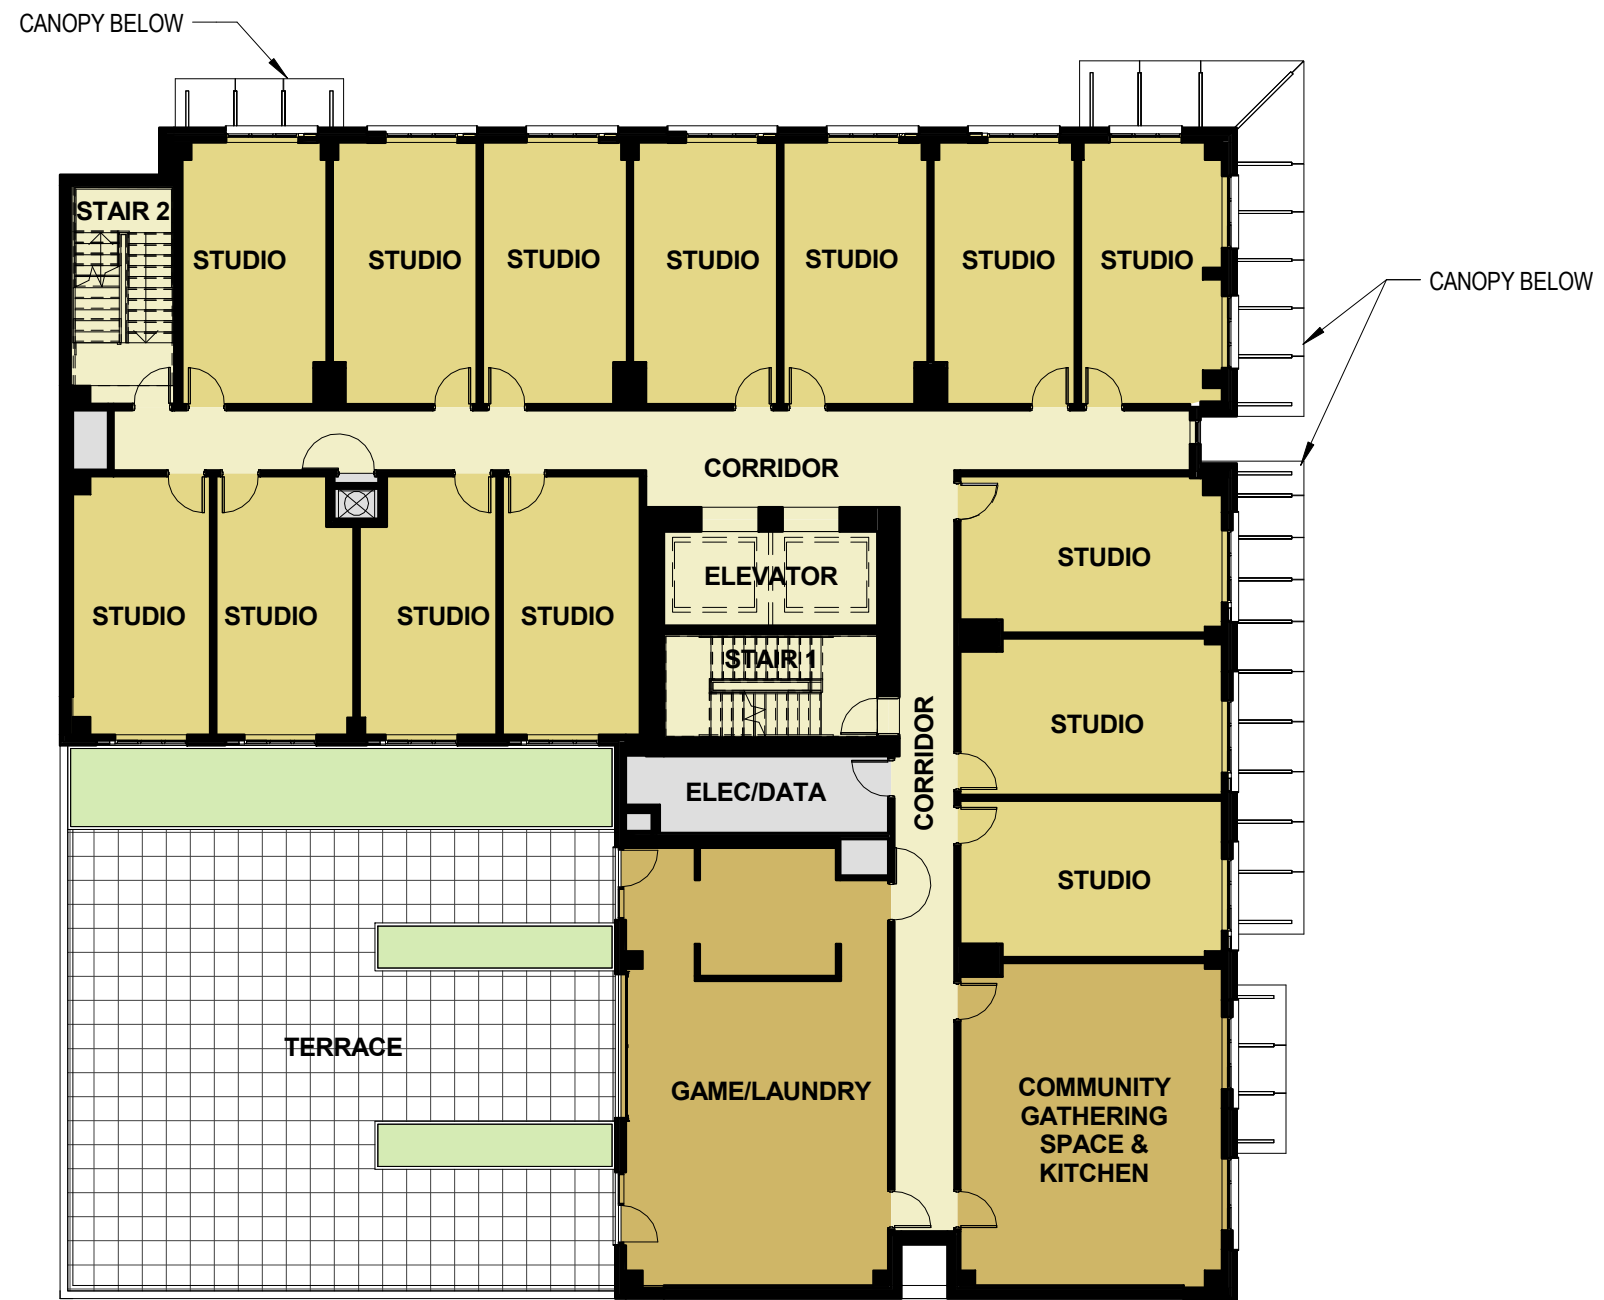 CANOPY BELOW
STAIR 2
STUDIO
STUDIO
STUDIO
STUDIO
STUDIO
STUDIO
STUDIO
CANOPY BELOW
CORRIDOR
STUDIO
ELEVATOR
STUDIO
STUDIO
STUDIO
STUDIO
STAIR 1
STUDIO
CORRIDOR
ELEC/DATA
STUDIO
TERRACE
GAME/LAUNDRY
COMMUNITY
GATHERING
SPACE &
KITCHEN